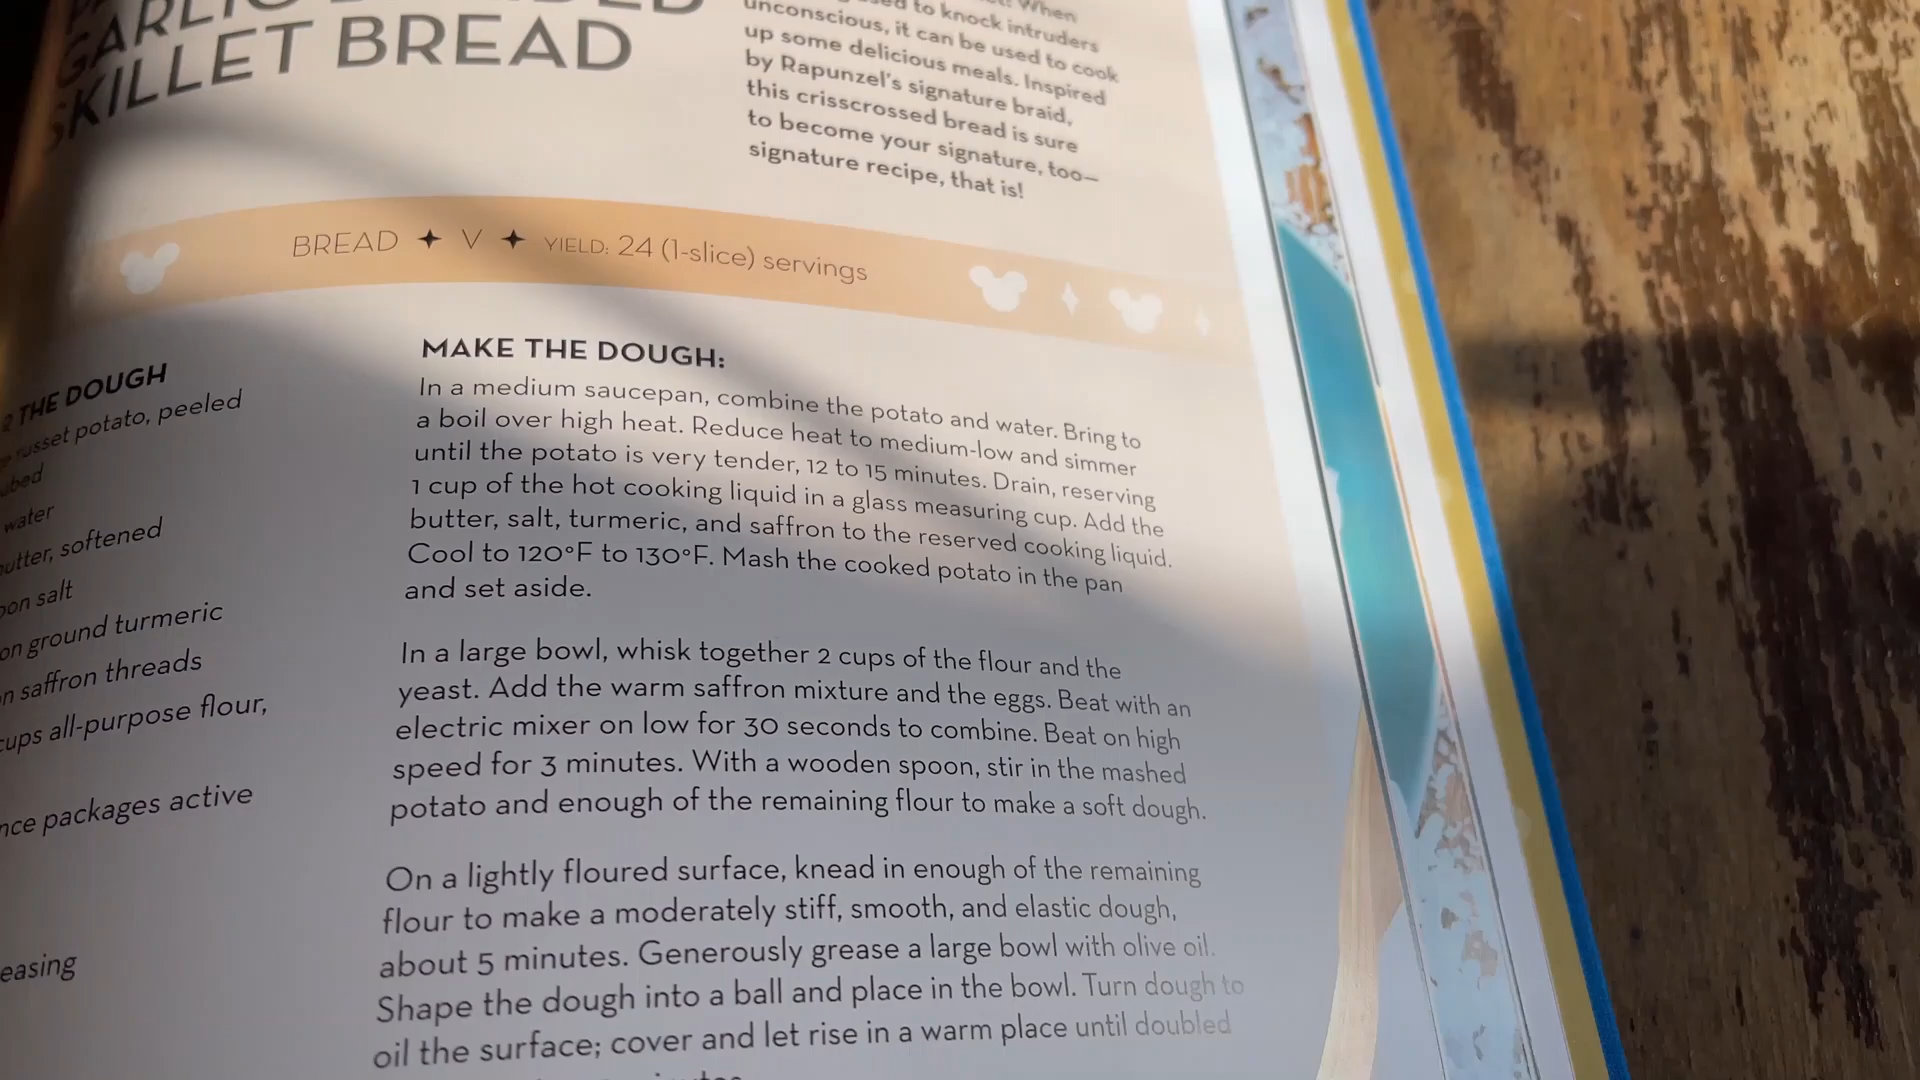 GARLIC
SKILLET BREAD
When
to knock intruders
unconscious, it can be used to cook
up some delicious meals. Inspired
by Rapunzel's signature braid,
this crisscrossed bread is sure
to become your signature, too—
signature recipe, that is!
BREAD ✦ V ✦ YIELD: 24 (1-slice) servings
THE DOUGH
russet potato, peeled
water
butter, softened
salt
ground turmeric
saffron threads
cups all-purpose flour,
packages active
MAKE THE DOUGH:
In a medium saucepan, combine the potato and water. Bring to
a boil over high heat. Reduce heat to medium-low and simmer
until the potato is very tender, 12 to 15 minutes. Drain, reserving
1 cup of the hot cooking liquid in a glass measuring cup. Add the
butter, salt, turmeric, and saffron to the reserved cooking liquid.
Cool to 120°F to 130°F. Mash the cooked potato in the pan
and set aside.
In a large bowl, whisk together 2 cups of the flour and the
yeast. Add the warm saffron mixture and the eggs. Beat with an
electric mixer on low for 30 seconds to combine. Beat on high
speed for 3 minutes. With a wooden spoon, stir in the mashed
potato and enough of the remaining flour to make a soft dough.
On a lightly floured surface, knead in enough of the remaining
flour to make a moderately stiff, smooth, and elastic dough,
about 5 minutes. Generously grease a large bowl with olive oil.
Shape the dough into a ball and place in the bowl. Turn dough to
oil the surface; cover and let rise in a warm place until doubled